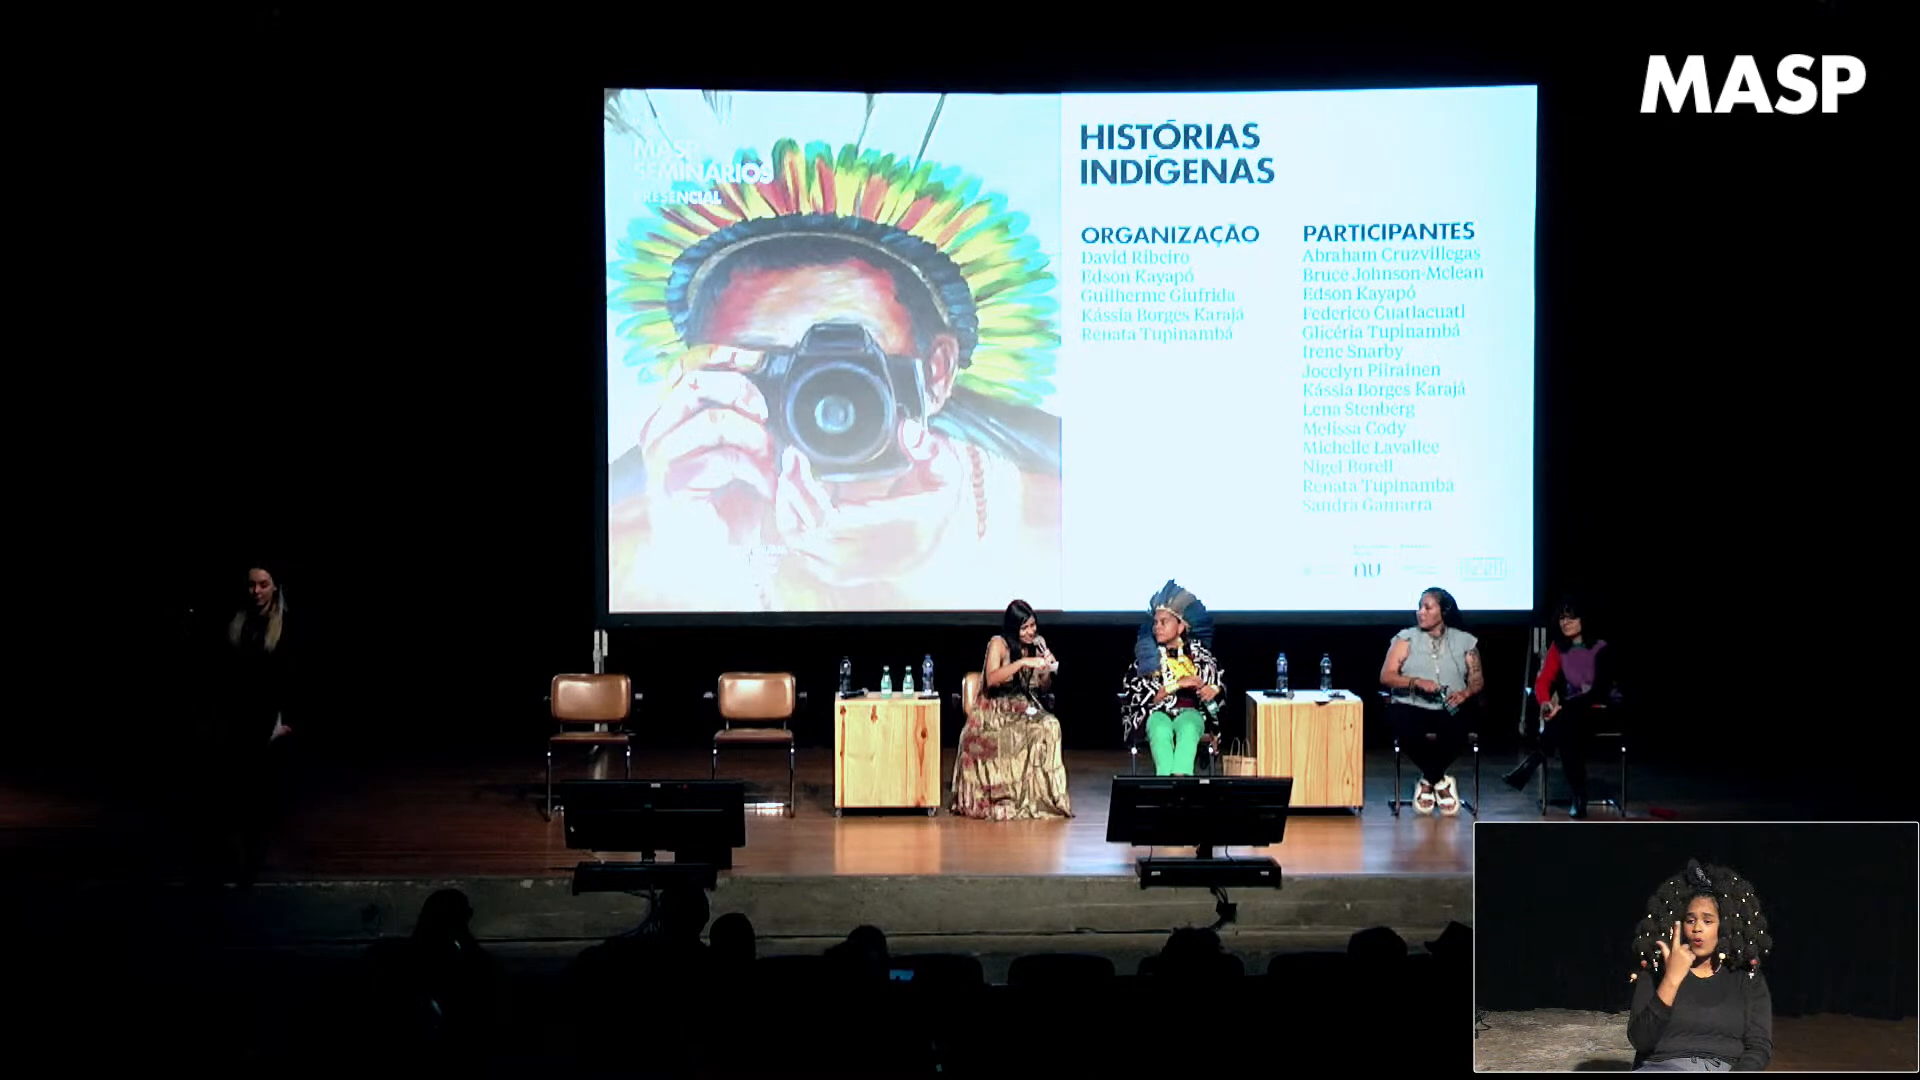 MASP
MASP
SEMINÁRIOS
PRESENCIAL
HISTÓRIAS
INDÍGENAS
ORGANIZAÇÃO
David Ribeiro
Edson Kayapó
Guilherme Giufrida
Kássia Borges Karajá
Renata Tupinambá
PARTICIPANTES
Abraham Cruzvillegas
Bruce Johnson-Mclean
Edson Kayapó
Federico Cuatlacuatl
Glicéria Tupinambá
Irene Snarby
Jocelyn Piirainen
Kássia Borges Karajá
Lena Stenberg
Melissa Cody
Michelle Lavallee
Nigel Borell
Renata Tupinambá
Sandra Gamarra
nu